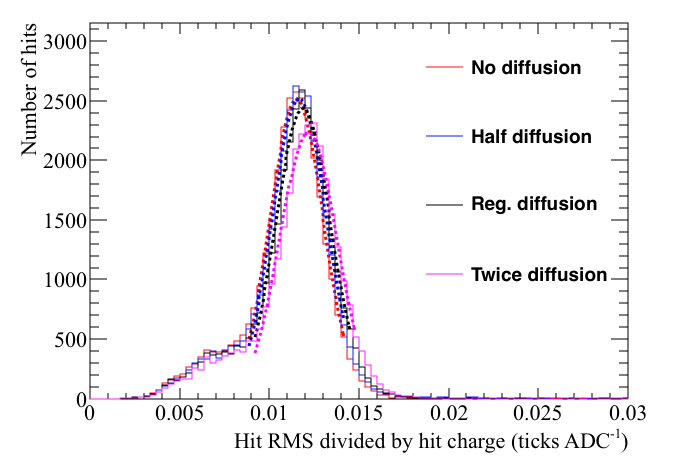 Number of hits
3000
2500
2000
1500
1000
500
0
0 0.005 0.01 0.015 0.02 0.025 0.03
Hit RMS divided by hit charge (ticks ADC⁻¹)
No diffusion
Half diffusion
Reg. diffusion
Twice diffusion